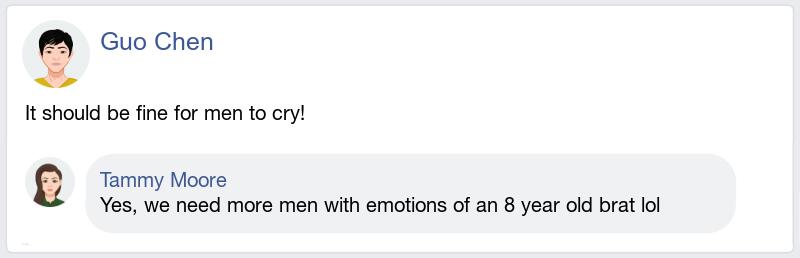 Guo Chen
It should be fine for men to cry!
Tammy Moore
Yes, we need more men with emotions of an 8 year old brat lol